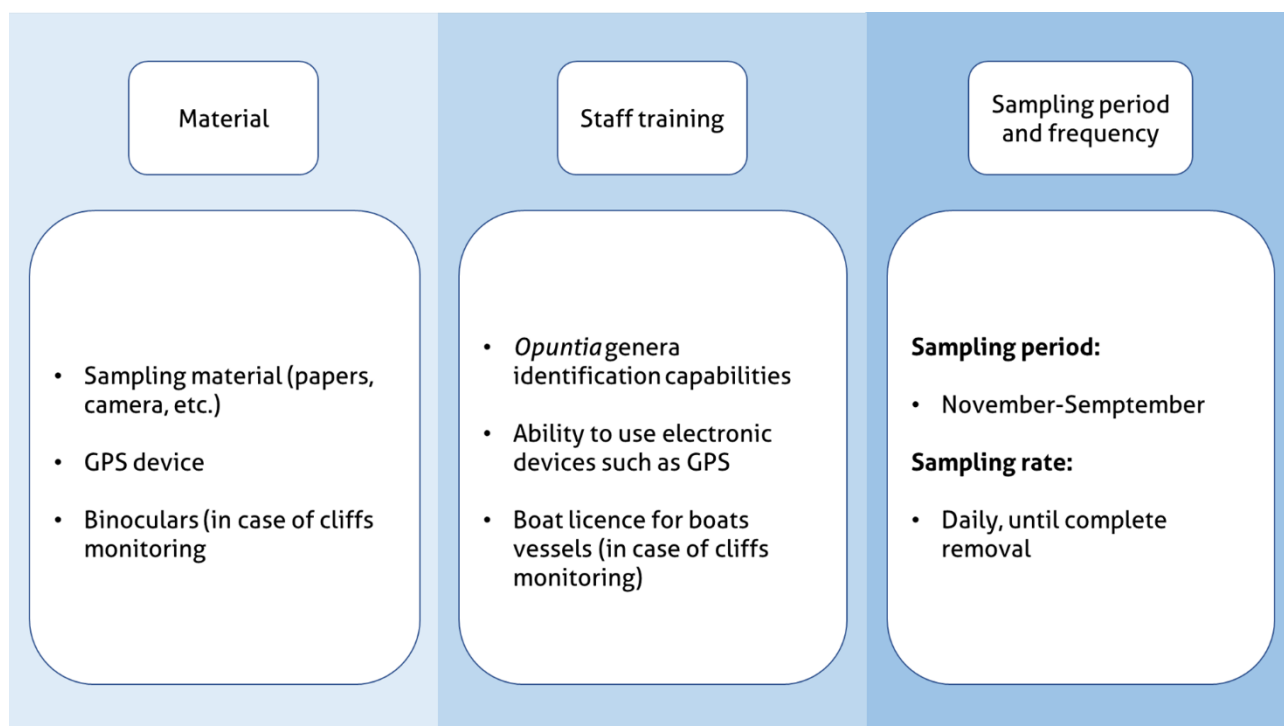 Material
• Sampling material (papers,
camera, etc.)
• GPS device
• Binoculars (in case of cliffs
monitoring
Staff training
• Opuntia genera
identification capabilities
• Ability to use electronic
devices such as GPS
• Boat licence for boats
vessels (in case of cliffs
monitoring)
Sampling period
and frequency
Sampling period:
• November-Semptember
Sampling rate:
• Daily, until complete
removal